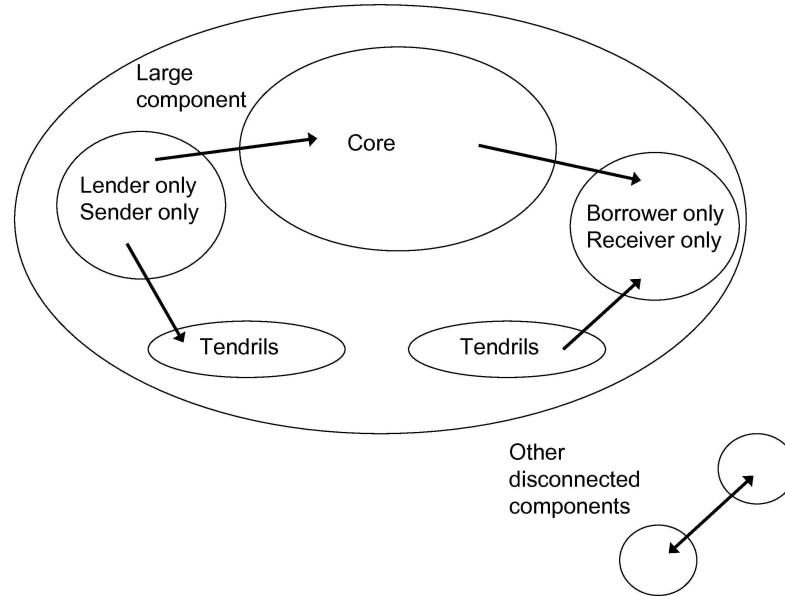 Large
component
Core
Lender only
Sender only
Borrower only
Receiver only
Tendrils
Tendrils
Other
disconnected
components